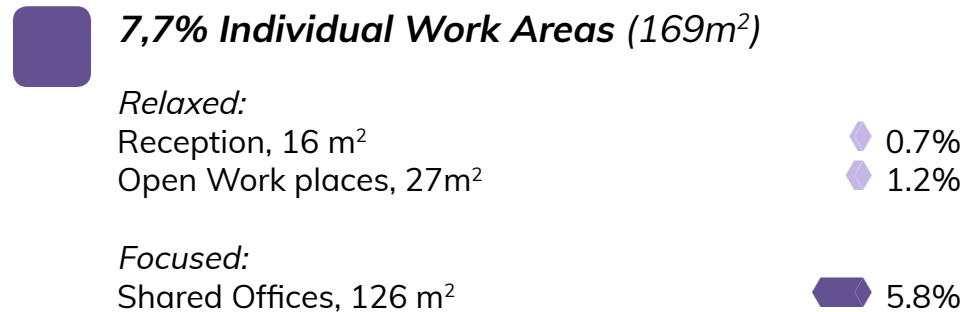 7,7% Individual Work Areas (169m²)
Relaxed:
Reception, 16 m² 0.7%
Open Work places, 27m² 1.2%
Focused:
Shared Offices, 126 m² 5.8%